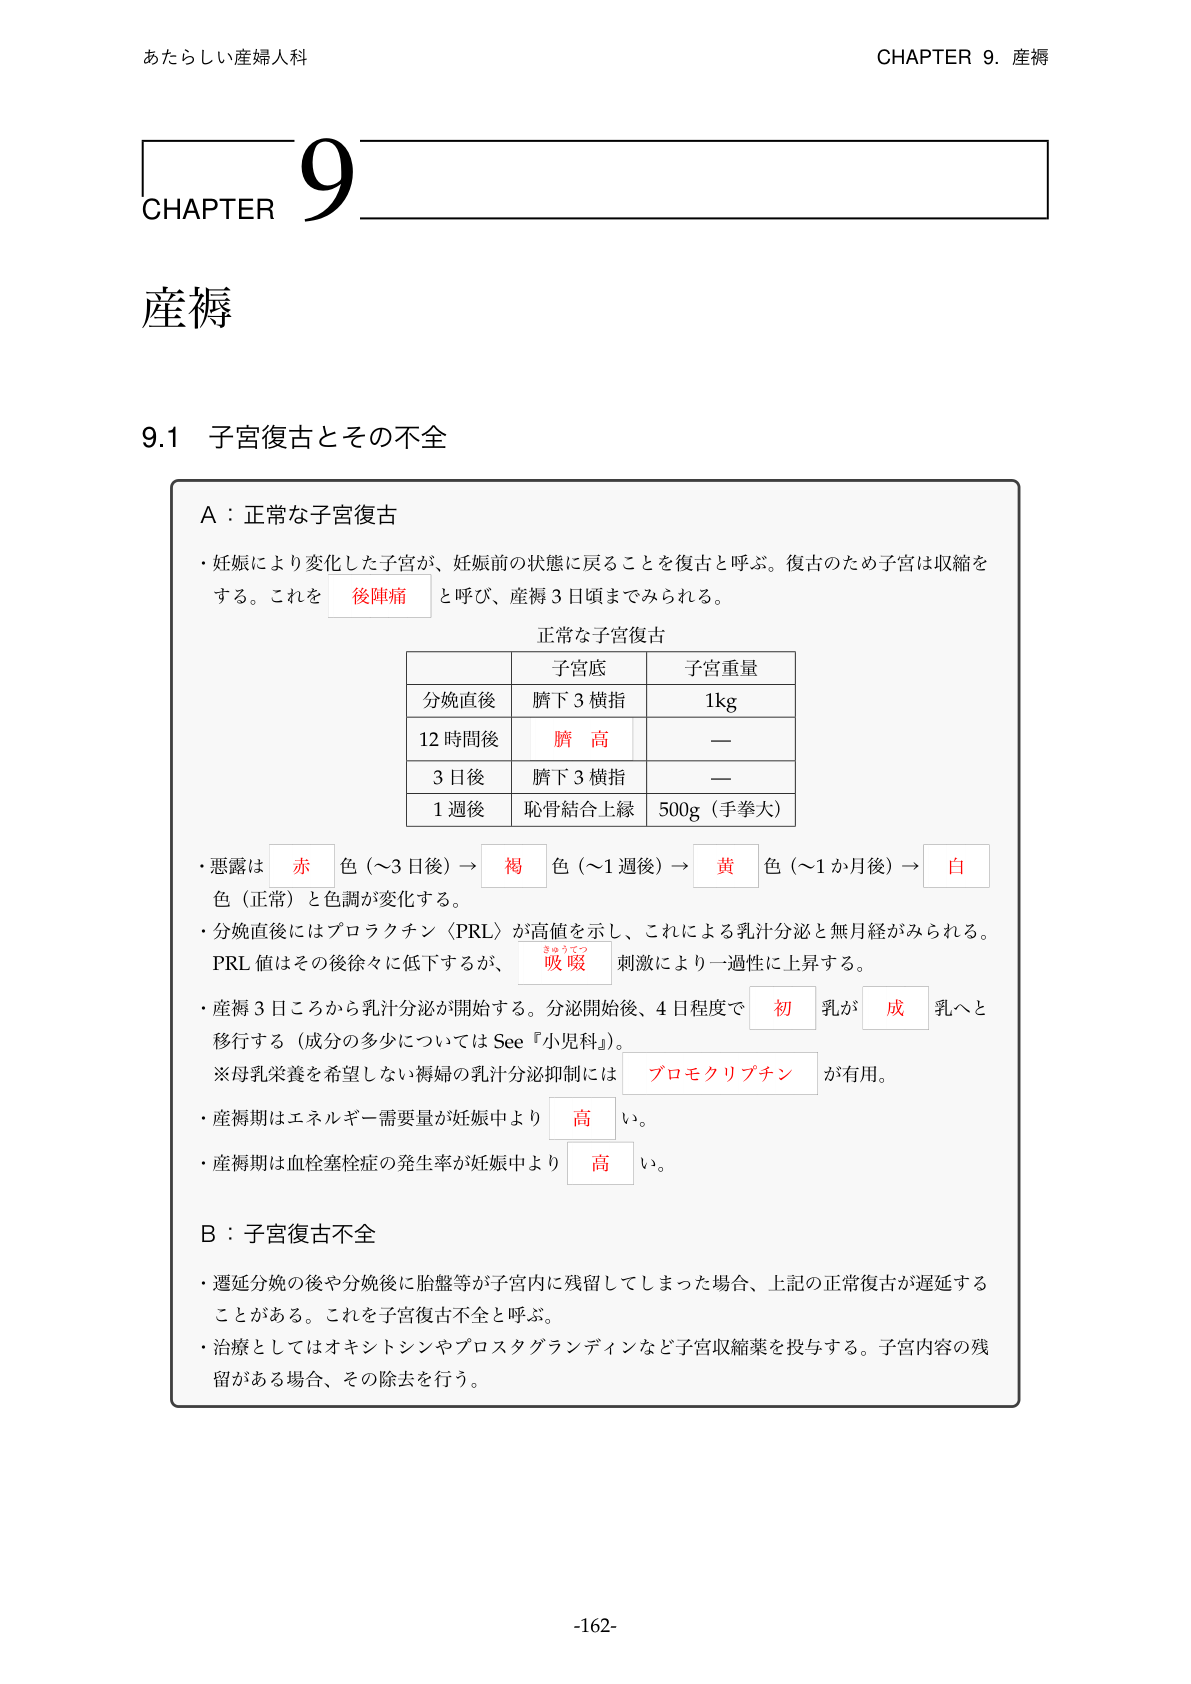 あたらしい産婦人科 CHAPTER 9. 産褥
CHAPTER 9
産褥
9.1 子宮復古とその不全
A：正常な子宮復古
・妊娠により変化した子宮が、妊娠前の状態に戻ることを復古と呼ぶ。復古のため子宮は収縮を
する。これを 後陣痛 と呼び、産褥 3 日頃までみられる。
正常な子宮復古
子宮底 子宮重量
分娩直後 臍下 3 横指 1kg
12 時間後 臍 高 —
3 日後 臍下 3 横指 —
1 週後 恥骨結合上縁 500g（手拳大）
・悪露は 赤 色（〜3 日後）→ 褐 色（〜1 週後）→ 黄 色（〜1 か月後）→ 白
色（正常）と色調が変化する。
・分娩直後にはプロラクチン〈PRL〉が高値を示し、これによる乳汁分泌と無月経がみられる。
きゅうてつ
PRL 値はその後徐々に低下するが、 吸啜 刺激により一過性に上昇する。
・産褥 3 日ころから乳汁分泌が開始する。分泌開始後、4 日程度で 初 乳が 成 乳へと
移行する（成分の多少については See『小児科』）。
※母乳栄養を希望しない褥婦の乳汁分泌抑制には ブロモクリプチン が有用。
・産褥期はエネルギー需要量が妊娠中より 高 い。
・産褥期は血栓塞栓症の発生率が妊娠中より 高 い。
B：子宮復古不全
・遷延分娩の後や分娩後に胎盤等が子宮内に残留してしまった場合、上記の正常復古が遅延する
ことがある。これを子宮復古不全と呼ぶ。
・治療としてはオキシトシンやプロスタグランディンなど子宮収縮薬を投与する。子宮内容の残
留がある場合、その除去を行う。
-162-